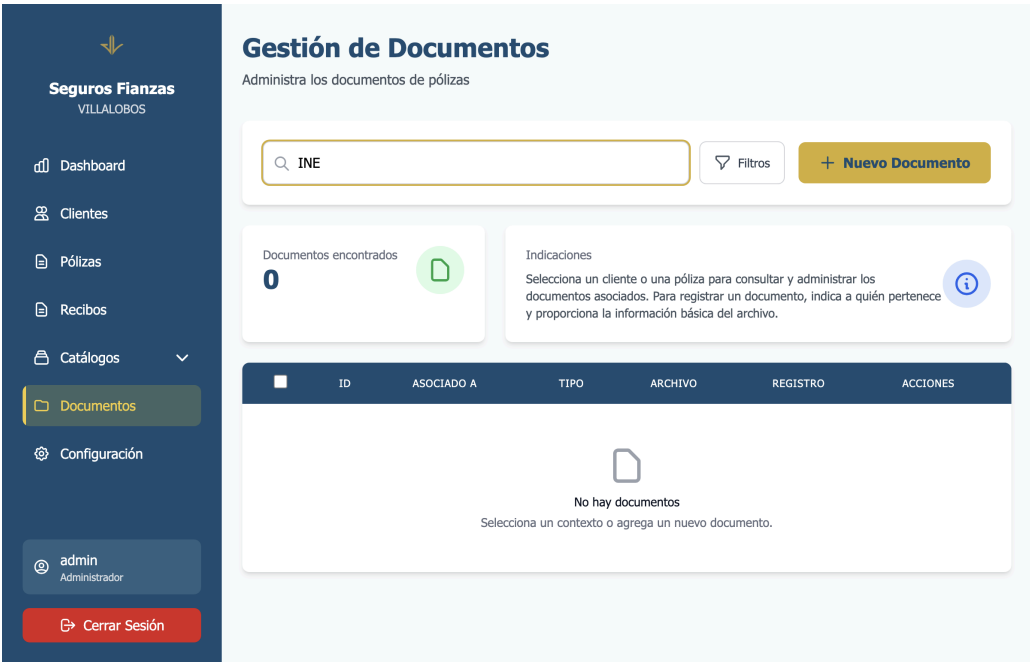 Seguros Fianzas
VILLALOBOS
Dashboard
Clientes
Pólizas
Recibos
Catálogos
Documentos
Configuración
admin
Administrador
Cerrar Sesión
Gestión de Documentos
Administra los documentos de pólizas
INE
Filtros
+ Nuevo Documento
Documentos encontrados
0
Indicaciones
Selecciona un cliente o una póliza para consultar y administrar los
documentos asociados. Para registrar un documento, indica a quién pertenece
y proporciona la información básica del archivo.
ID ASOCIADO A TIPO ARCHIVO REGISTRO ACCIONES
No hay documentos
Selecciona un contexto o agrega un nuevo documento.